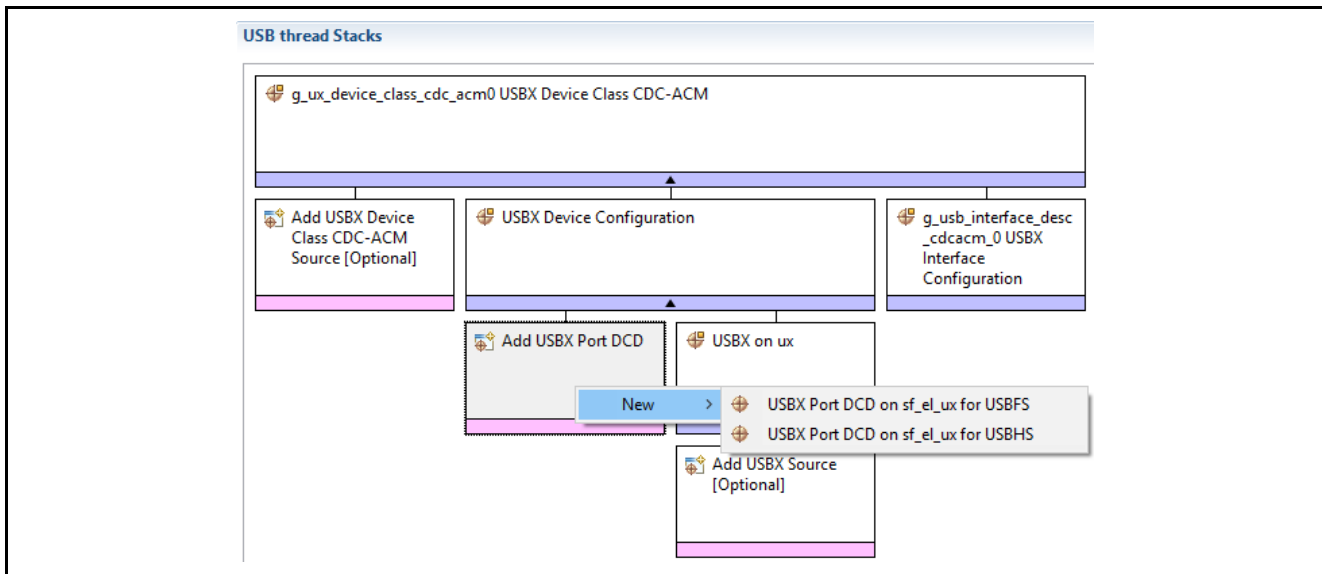 USB thread Stacks
g_ux_device_class_cdc_acm0 USBX Device Class CDC-ACM
Add USBX Device
Class CDC-ACM
Source [Optional]
USBX Device Configuration
g_usb_interface_desc
_cdcacm_0 USBX
Interface
Configuration
Add USBX Port DCD
USBX on ux
New
USBX Port DCD on sf_el_ux for USBFS
USBX Port DCD on sf_el_ux for USBHS
Add USBX Source
[Optional]